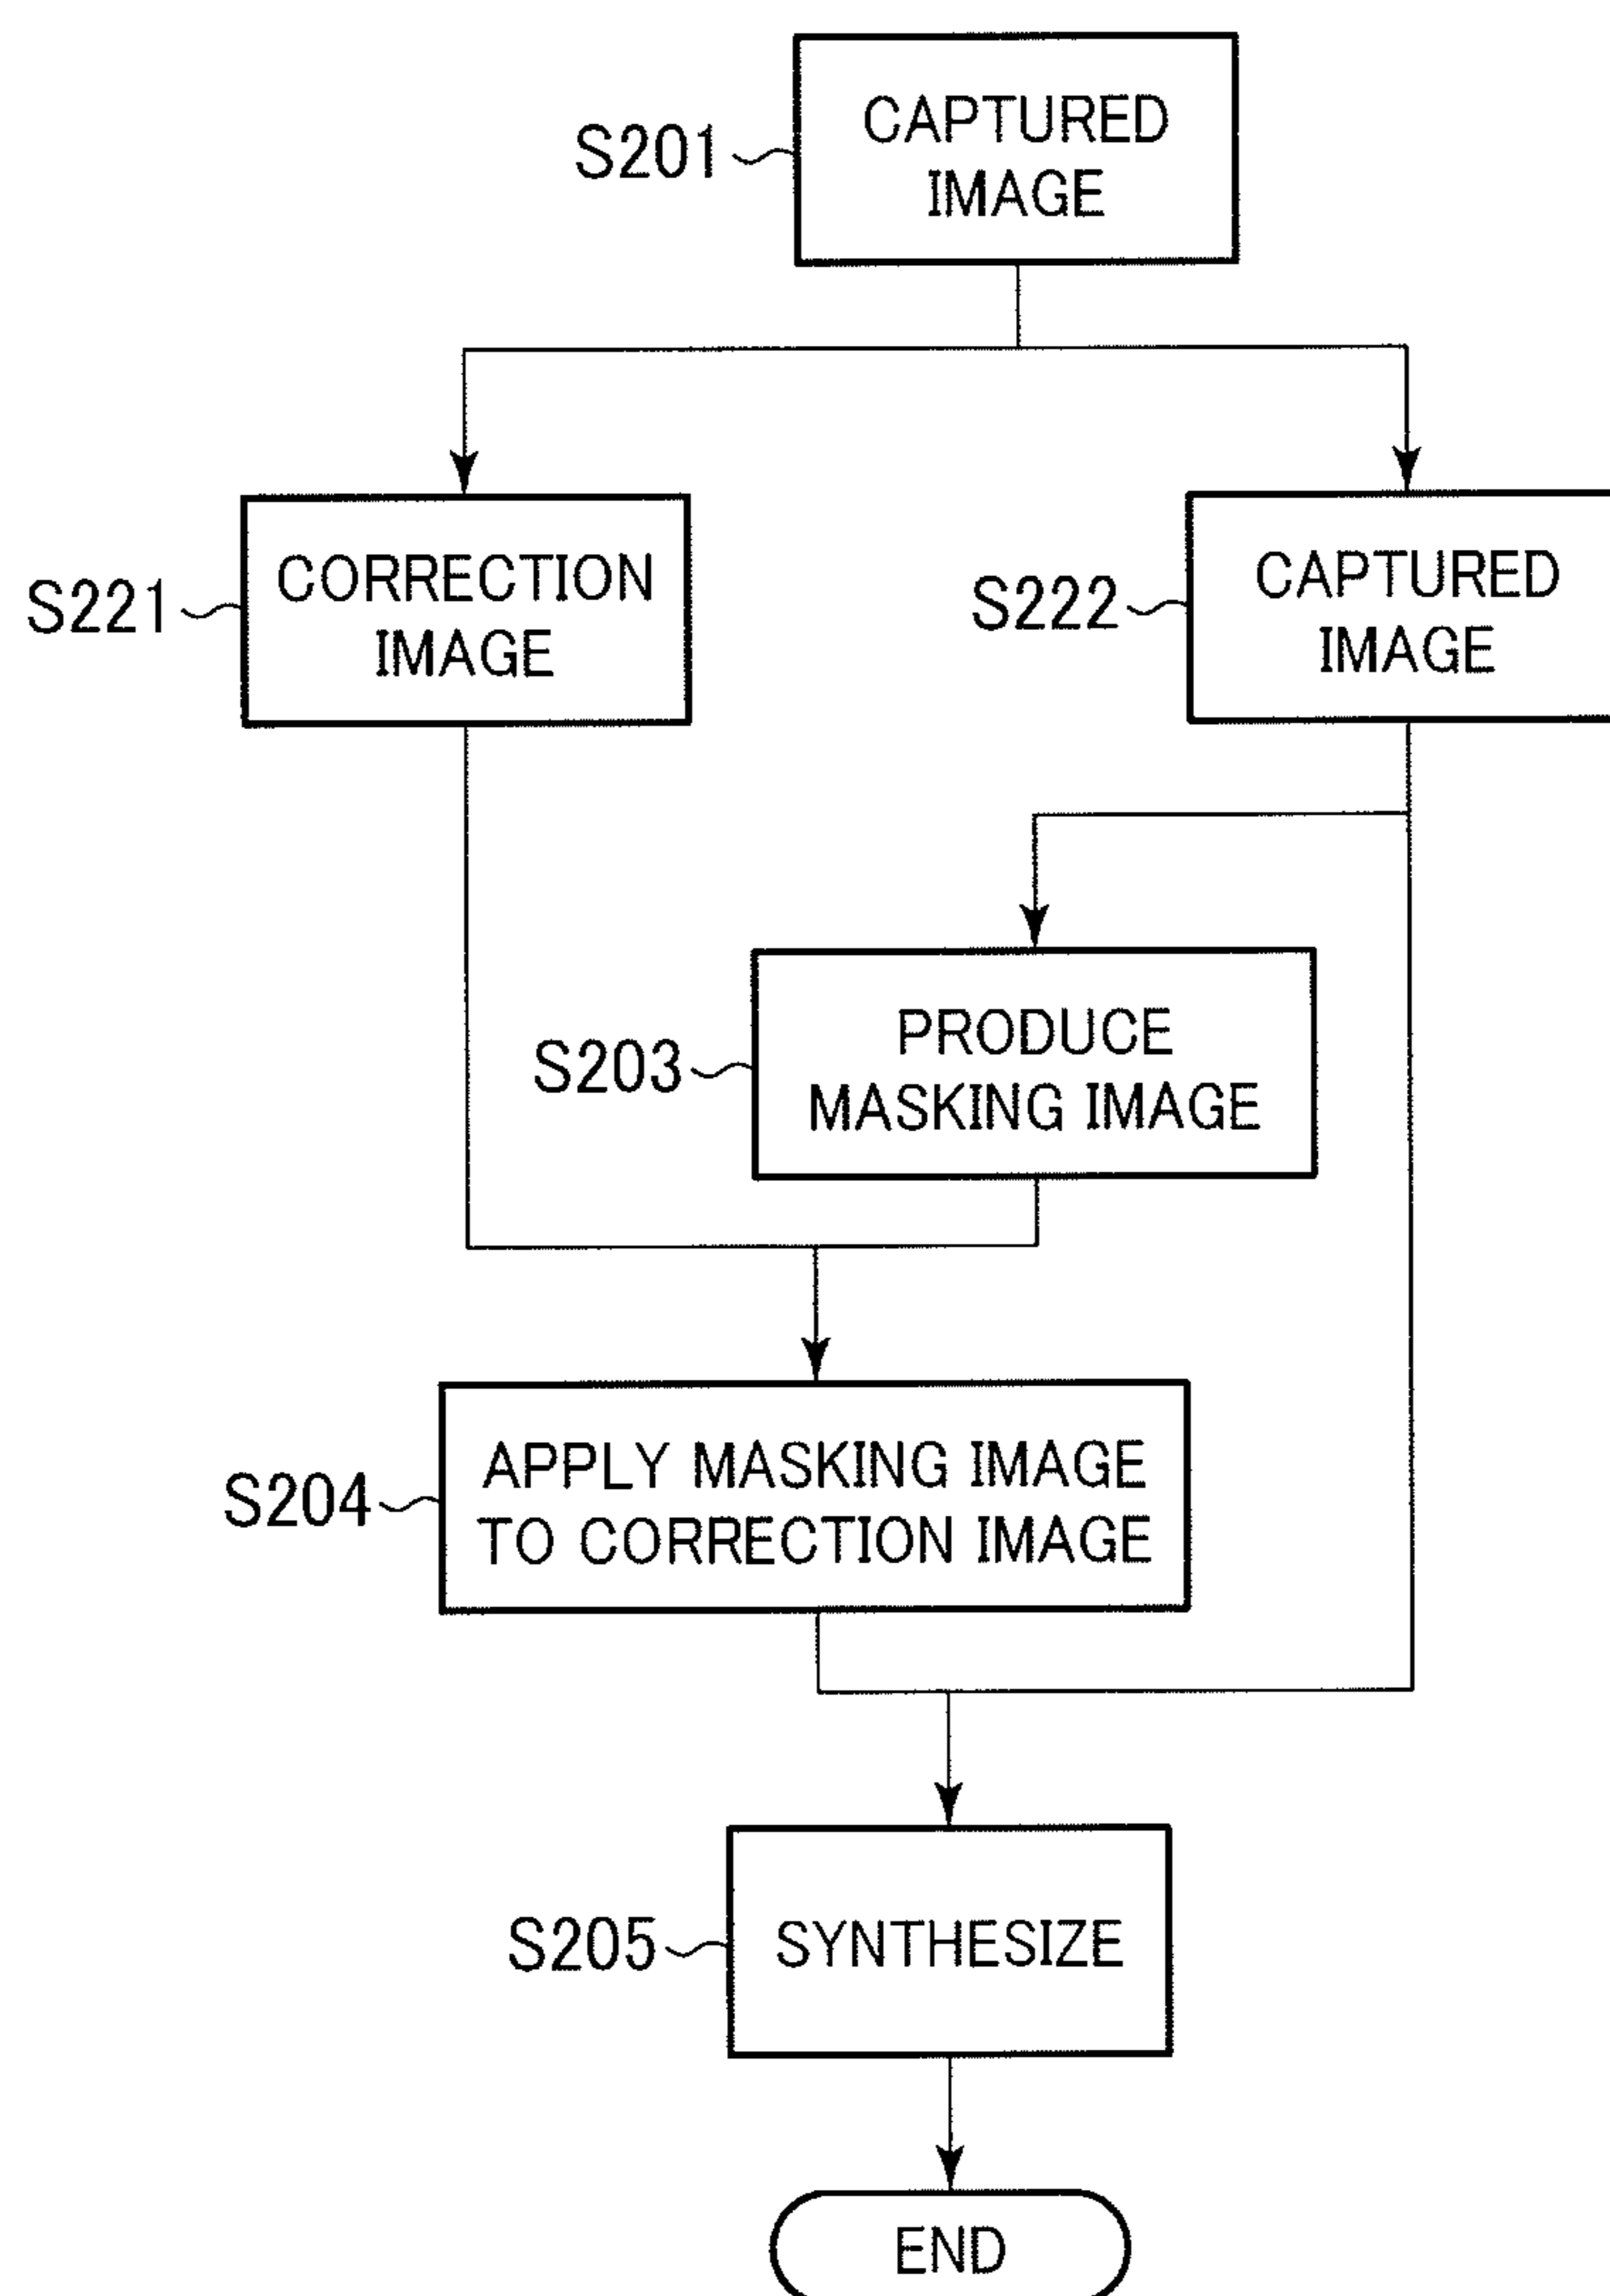 S201
CAPTURED
IMAGE
S221
CORRECTION
IMAGE
S222
CAPTURED
IMAGE
S203
PRODUCE
MASKING IMAGE
S204
APPLY MASKING IMAGE
TO CORRECTION IMAGE
S205
SYNTHESIZE
END